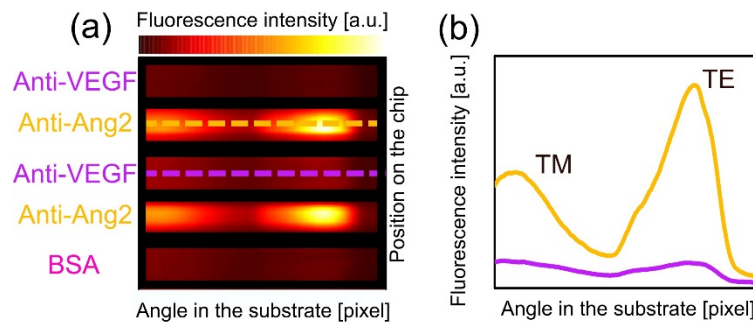 (a)
Fluorescence intensity [a.u.]
Anti-VEGF
Anti-Ang2
Anti-VEGF
Anti-Ang2
BSA
Position on the chip
Angle in the substrate [pixel]
(b)
Fluorescence intensity [a.u.]
TM
TE
Angle in the substrate [pixel]